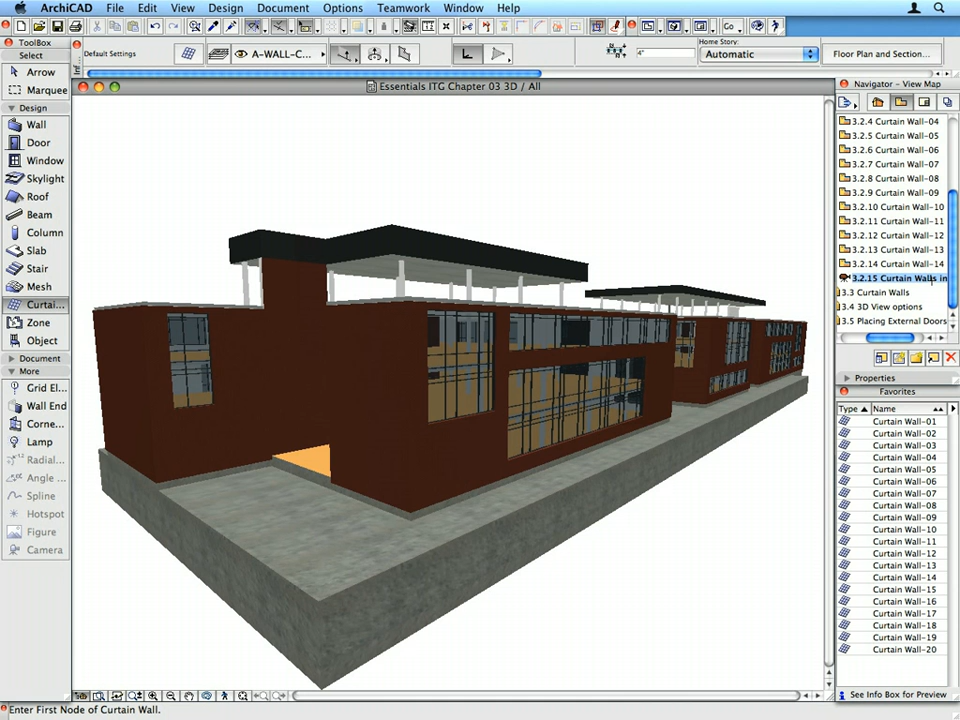 ArchiCAD File Edit View Design Document Options Teamwork Window Help
Go...
ToolBox
Select
Arrow
Marquee
Design
Wall
Door
Window
Skylight
Roof
Beam
Column
Slab
Stair
Mesh
Curtai...
Zone
Object
Document
More
Grid El...
Wall End
Corne...
Lamp
Radial...
Angle ...
Spline
Hotspot
Figure
Camera
Default Settings
A-WALL-C...
4"
Home Story:
Automatic
Floor Plan and Section...
Essentials ITG Chapter 03 3D / All
Navigator - View Map
3.2.4 Curtain Wall-04
3.2.5 Curtain Wall-05
3.2.6 Curtain Wall-06
3.2.7 Curtain Wall-07
3.2.8 Curtain Wall-08
3.2.9 Curtain Wall-09
3.2.10 Curtain Wall-10
3.2.11 Curtain Wall-11
3.2.12 Curtain Wall-12
3.2.13 Curtain Wall-13
3.2.14 Curtain Wall-14
3.2.15 Curtain Walls in
3.3 Curtain Walls
3.4 3D View options
3.5 Placing External Doors
Properties
Favorites
Type Name
Curtain Wall-01
Curtain Wall-02
Curtain Wall-03
Curtain Wall-04
Curtain Wall-05
Curtain Wall-06
Curtain Wall-07
Curtain Wall-08
Curtain Wall-09
Curtain Wall-10
Curtain Wall-11
Curtain Wall-12
Curtain Wall-13
Curtain Wall-14
Curtain Wall-15
Curtain Wall-16
Curtain Wall-17
Curtain Wall-18
Curtain Wall-19
Curtain Wall-20
See Info Box for Preview
Enter First Node of Curtain Wall.